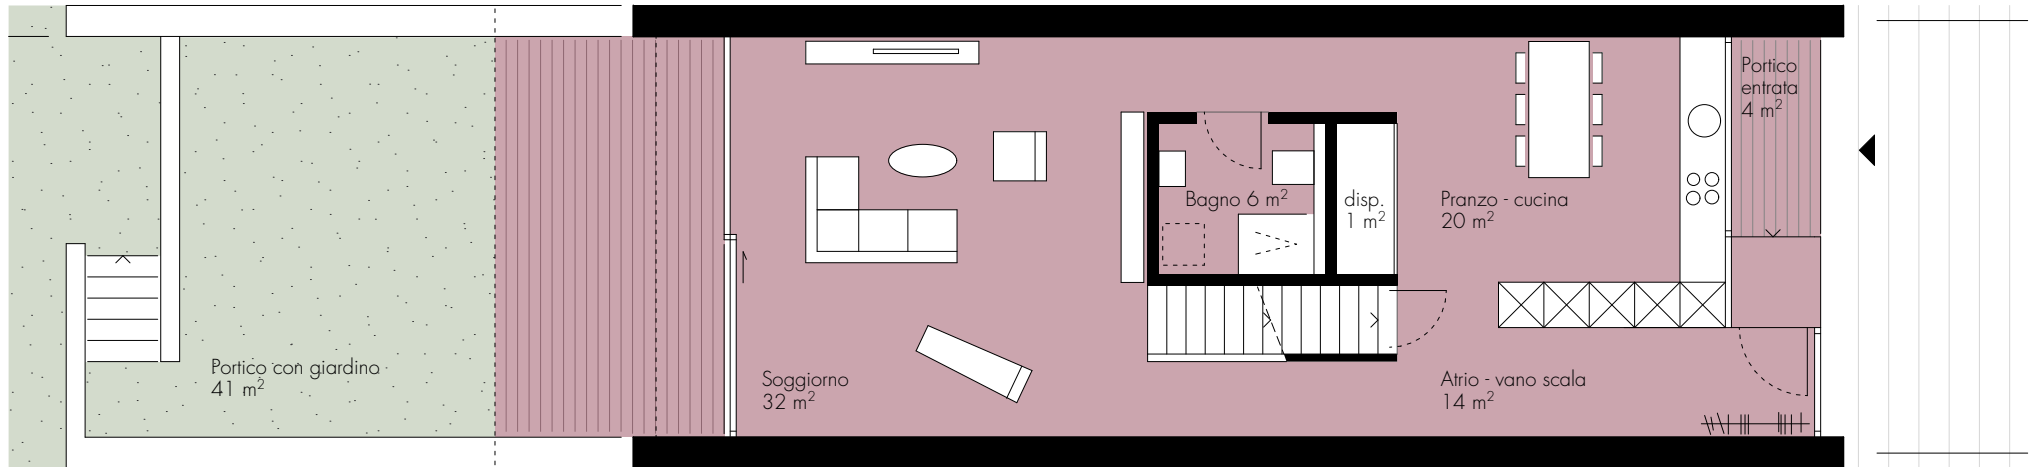 Portico
entrata
4 m²
Bagno 6 m²
disp.
1 m²
Pranzo - cucina
20 m²
Portico con giardino
41 m²
Soggiorno
32 m²
Atrio - vano scala
14 m²